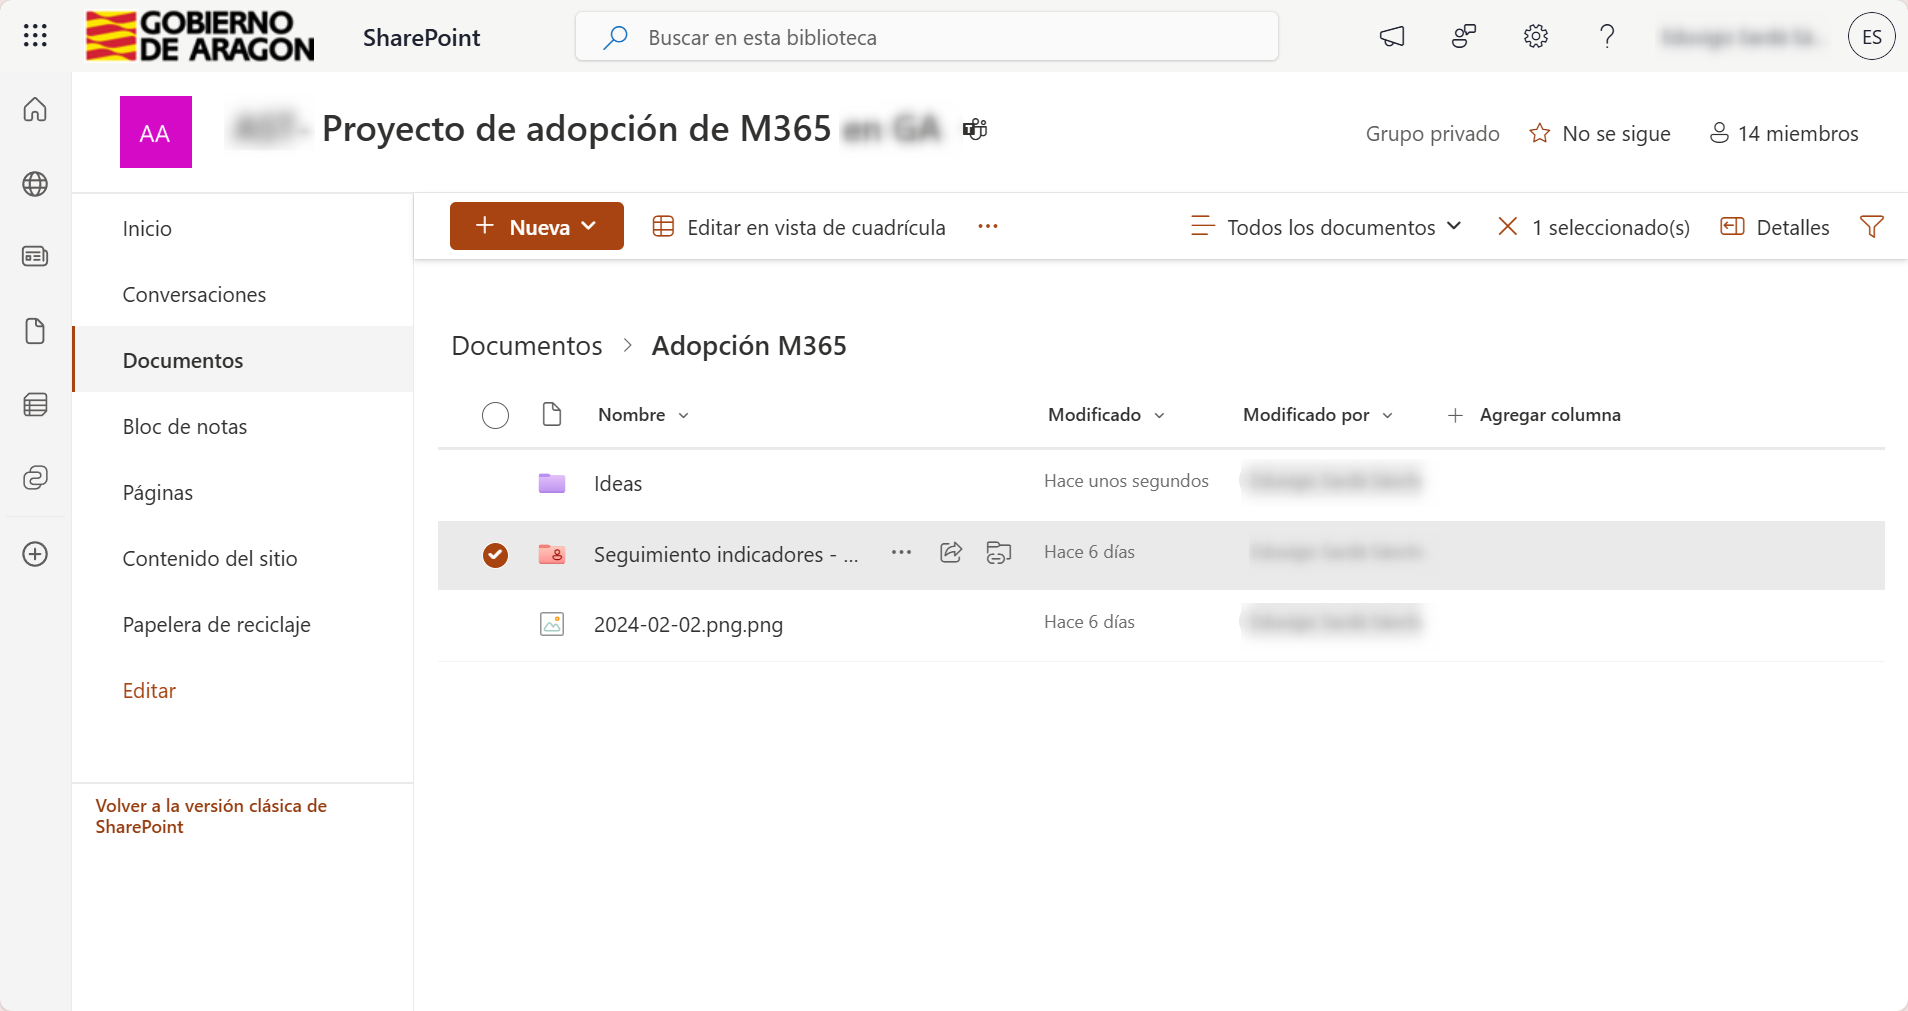 GOBIERNO
DE ARAGON
SharePoint
Buscar en esta biblioteca
ES
AA
Proyecto de adopción de M365
Grupo privado
No se sigue
14 miembros
Inicio
Conversaciones
Documentos
Bloc de notas
Páginas
Contenido del sitio
Papelera de reciclaje
Editar
Volver a la versión clásica de
SharePoint
Nueva
Editar en vista de cuadrícula
Todos los documentos
1 seleccionado(s)
Detalles
Documentos > Adopción M365
Nombre
Modificado
Modificado por
Agregar columna
Ideas
Hace unos segundos
Seguimiento indicadores - ...
Hace 6 días
2024-02-02.png.png
Hace 6 días